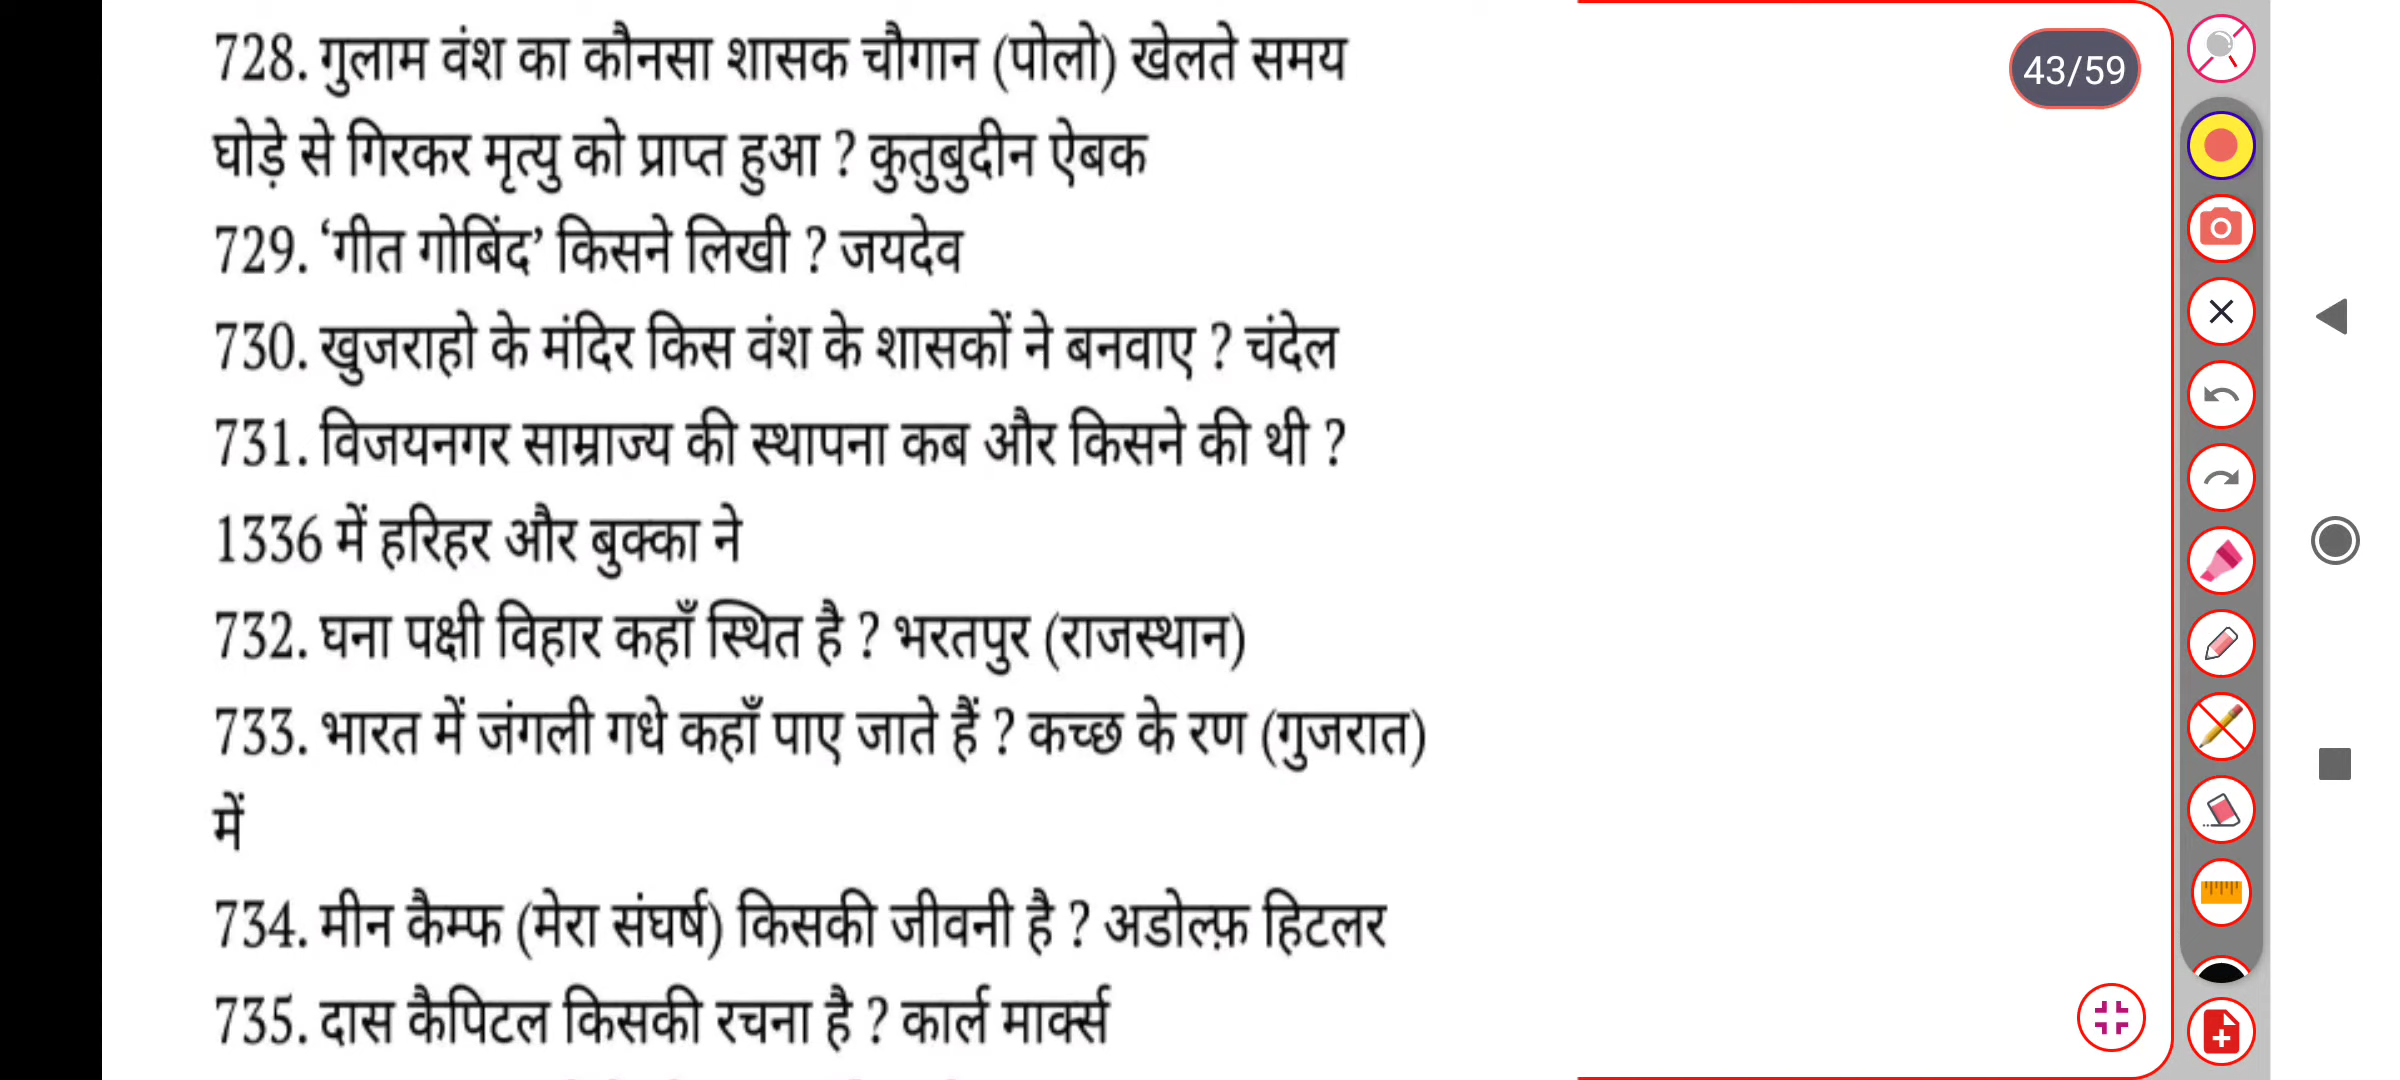 728. गुलाम वंश का कौनसा शासक चौगान (पोलो) खेलते समय
घोड़े से गिरकर मृत्यु को प्राप्त हुआ ? कुतुबुदीन ऐबक
729. ‘गीत गोबिंद’ किसने लिखी ? जयदेव
730. खुजराहो के मंदिर किस वंश के शासकों ने बनवाए ? चंदेल
731. विजयनगर साम्राज्य की स्थापना कब और किसने की थी ?
1336 में हरिहर और बुक्का ने
732. घना पक्षी विहार कहाँ स्थित है ? भरतपुर (राजस्थान)
733. भारत में जंगली गधे कहाँ पाए जाते हैं ? कच्छ के रण (गुजरात)
में
734. मीन कैम्फ (मेरा संघर्ष) किसकी जीवनी है ? अडोल्फ़ हिटलर
735. दास कैपिटल किसकी रचना है ? कार्ल मार्क्स
43/59